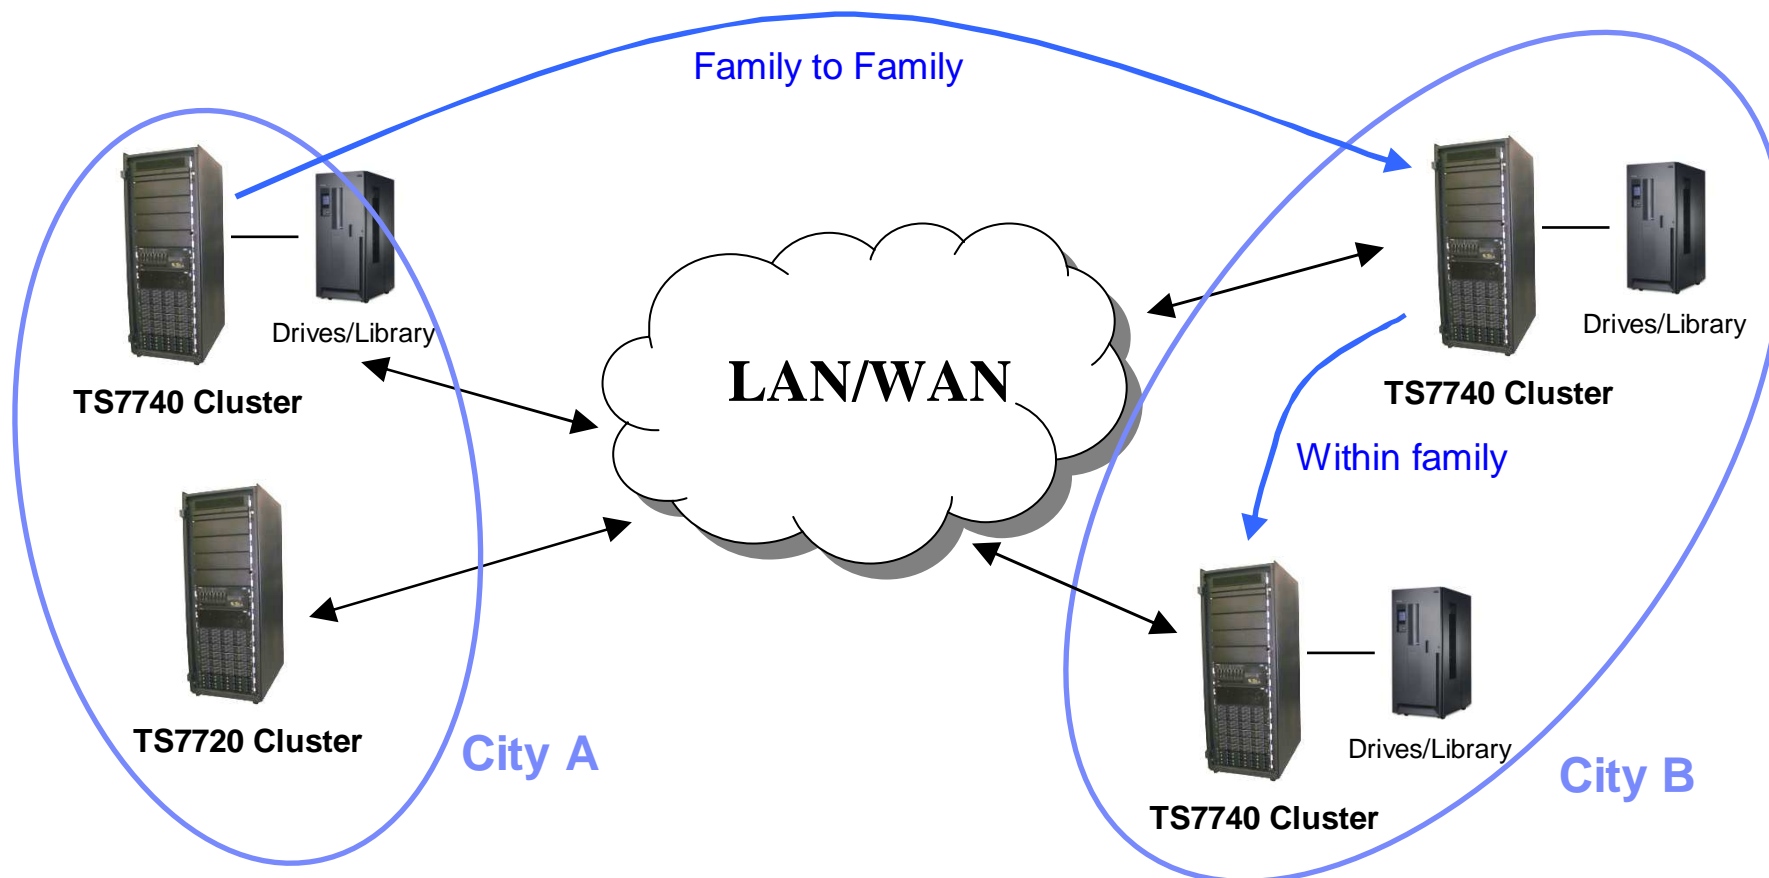 Family to Family
Drives/Library
TS7740 Cluster
LAN/WAN
Drives/Library
TS7740 Cluster
Within family
TS7720 Cluster
City A
Drives/Library
City B
TS7740 Cluster